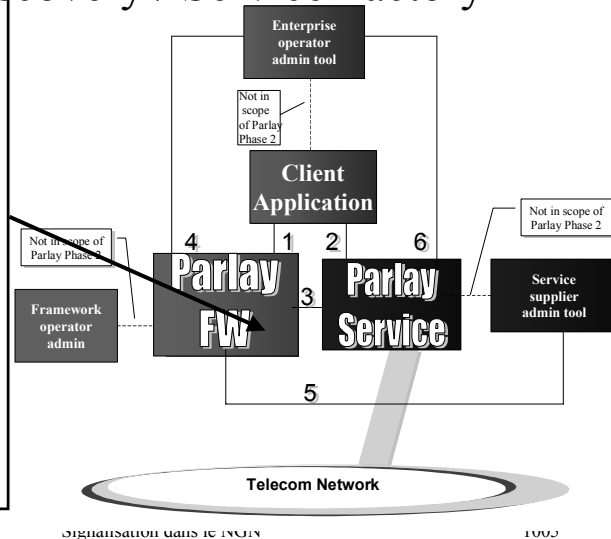 Enterprise
operator
admin tool
Not in
scope
of Parlay
Phase 2
Client
Application
Not in scope of
Parlay Phase 2
4
1
2
6
Not in scope of
Parlay Phase 2
Parlay
FW
3
Parlay
Service
Service
supplier
admin tool
Framework
operator
admin
5
Telecom Network
Signalisation dans le NGN
1005